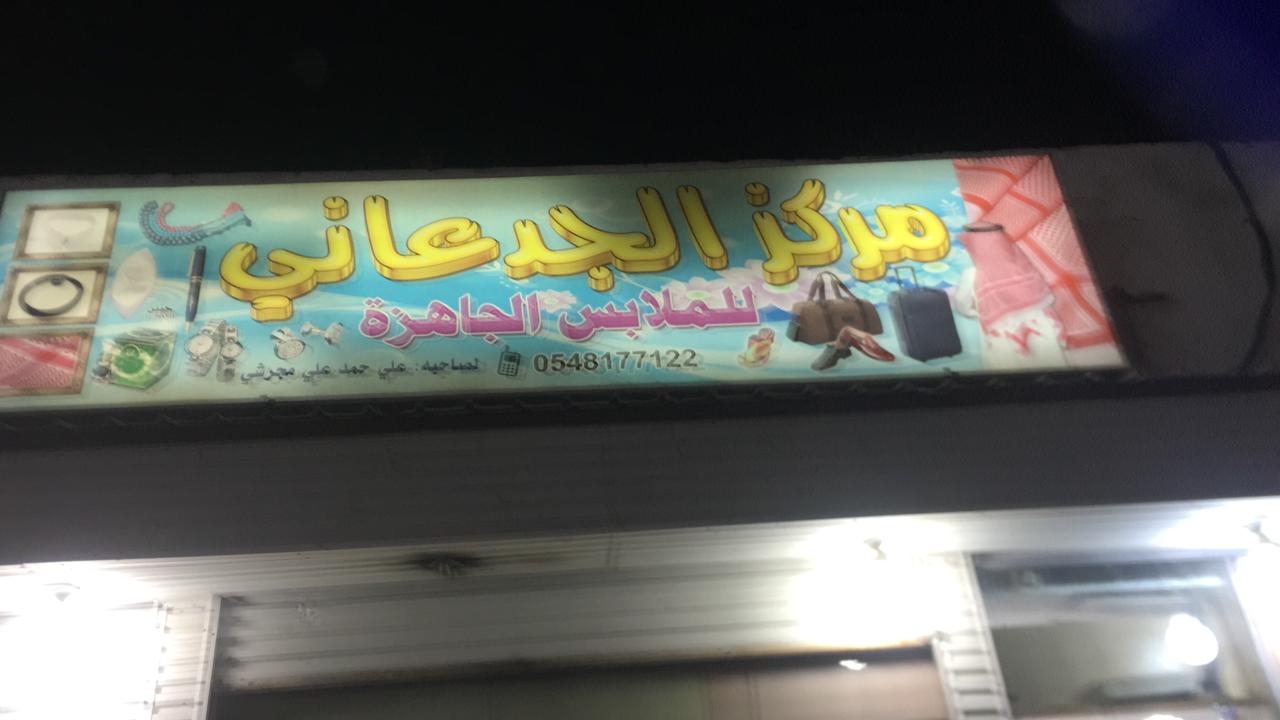 مركز الجدعاني
للملابس الجاهزة
0548177122
لصاحبه: علي حمد علي مجرشي